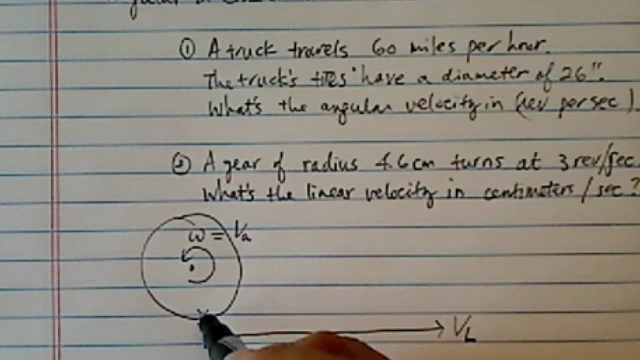 ① A truck travels 60 miles per hour.
The truck's tires have a diameter of 26".
What's the angular velocity in (rev per sec).
② A gear of radius 4.6 cm turns at 3 rev/sec
What's the linear velocity in centimeters/sec?
ω = Va
VL